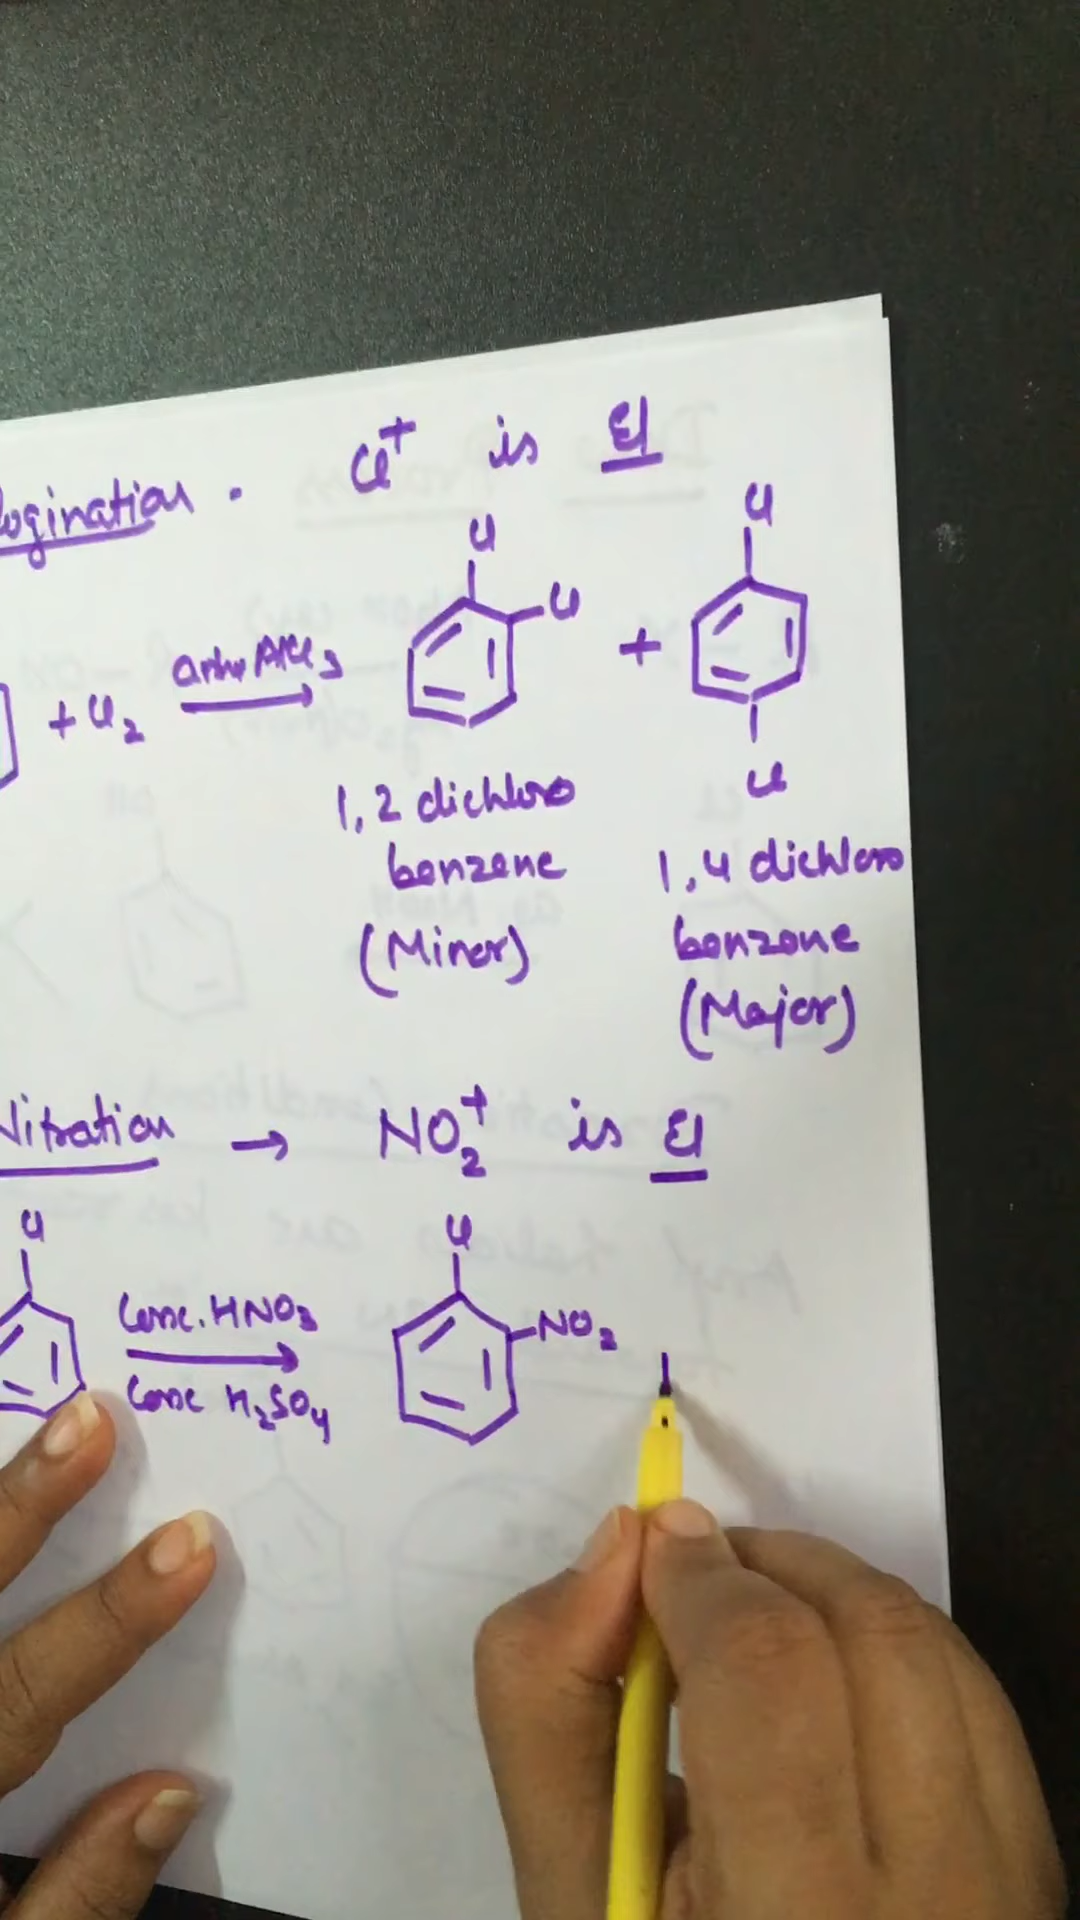 logination. Cl⁺ is El
Cl Cl
Cl
+ Cl₂ anhy AlCl₃ +
Cl
1,2 dichloro
benzene
(Minor)
1,4 dichloro
benzone
(Major)
Nitration → NO₂⁺ is El
Cl Cl
Conc. HNO₃ NO₂
Conc H₂SO₄